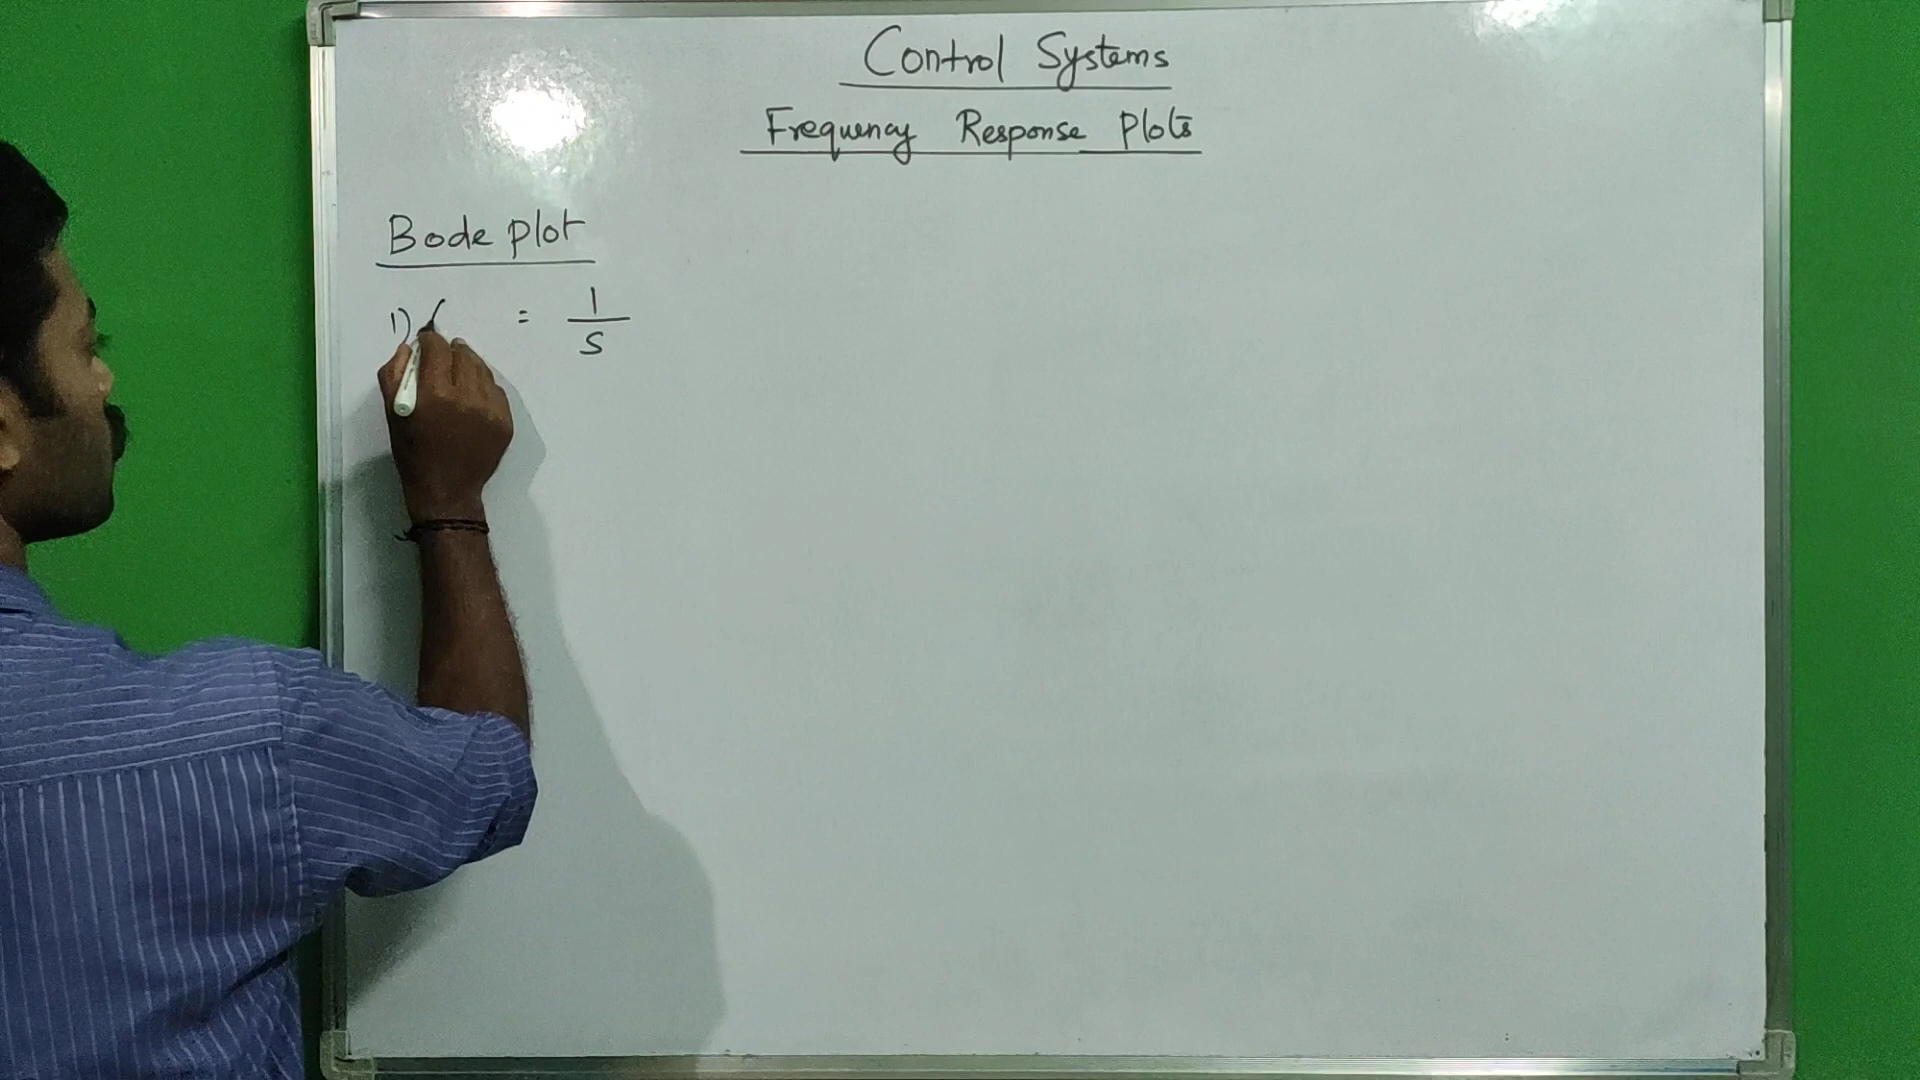 Control Systems
Frequency Response Plots
Bode plot
1) ( = 1/S